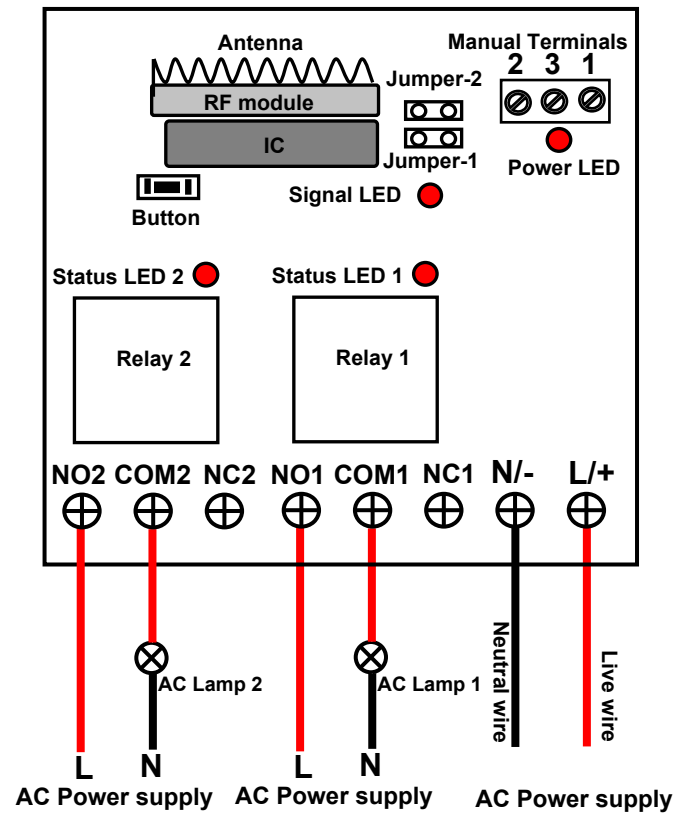 Antenna
Manual Terminals
2 3 1
Jumper-2
RF module
IC
Jumper-1
Power LED
Signal LED
Button
Status LED 2
Status LED 1
Relay 2
Relay 1
NO2 COM2 NC2 NO1 COM1 NC1 N/- L/+
Neutral wire
Live wire
AC Lamp 2
AC Lamp 1
L N L N
AC Power supply AC Power supply AC Power supply